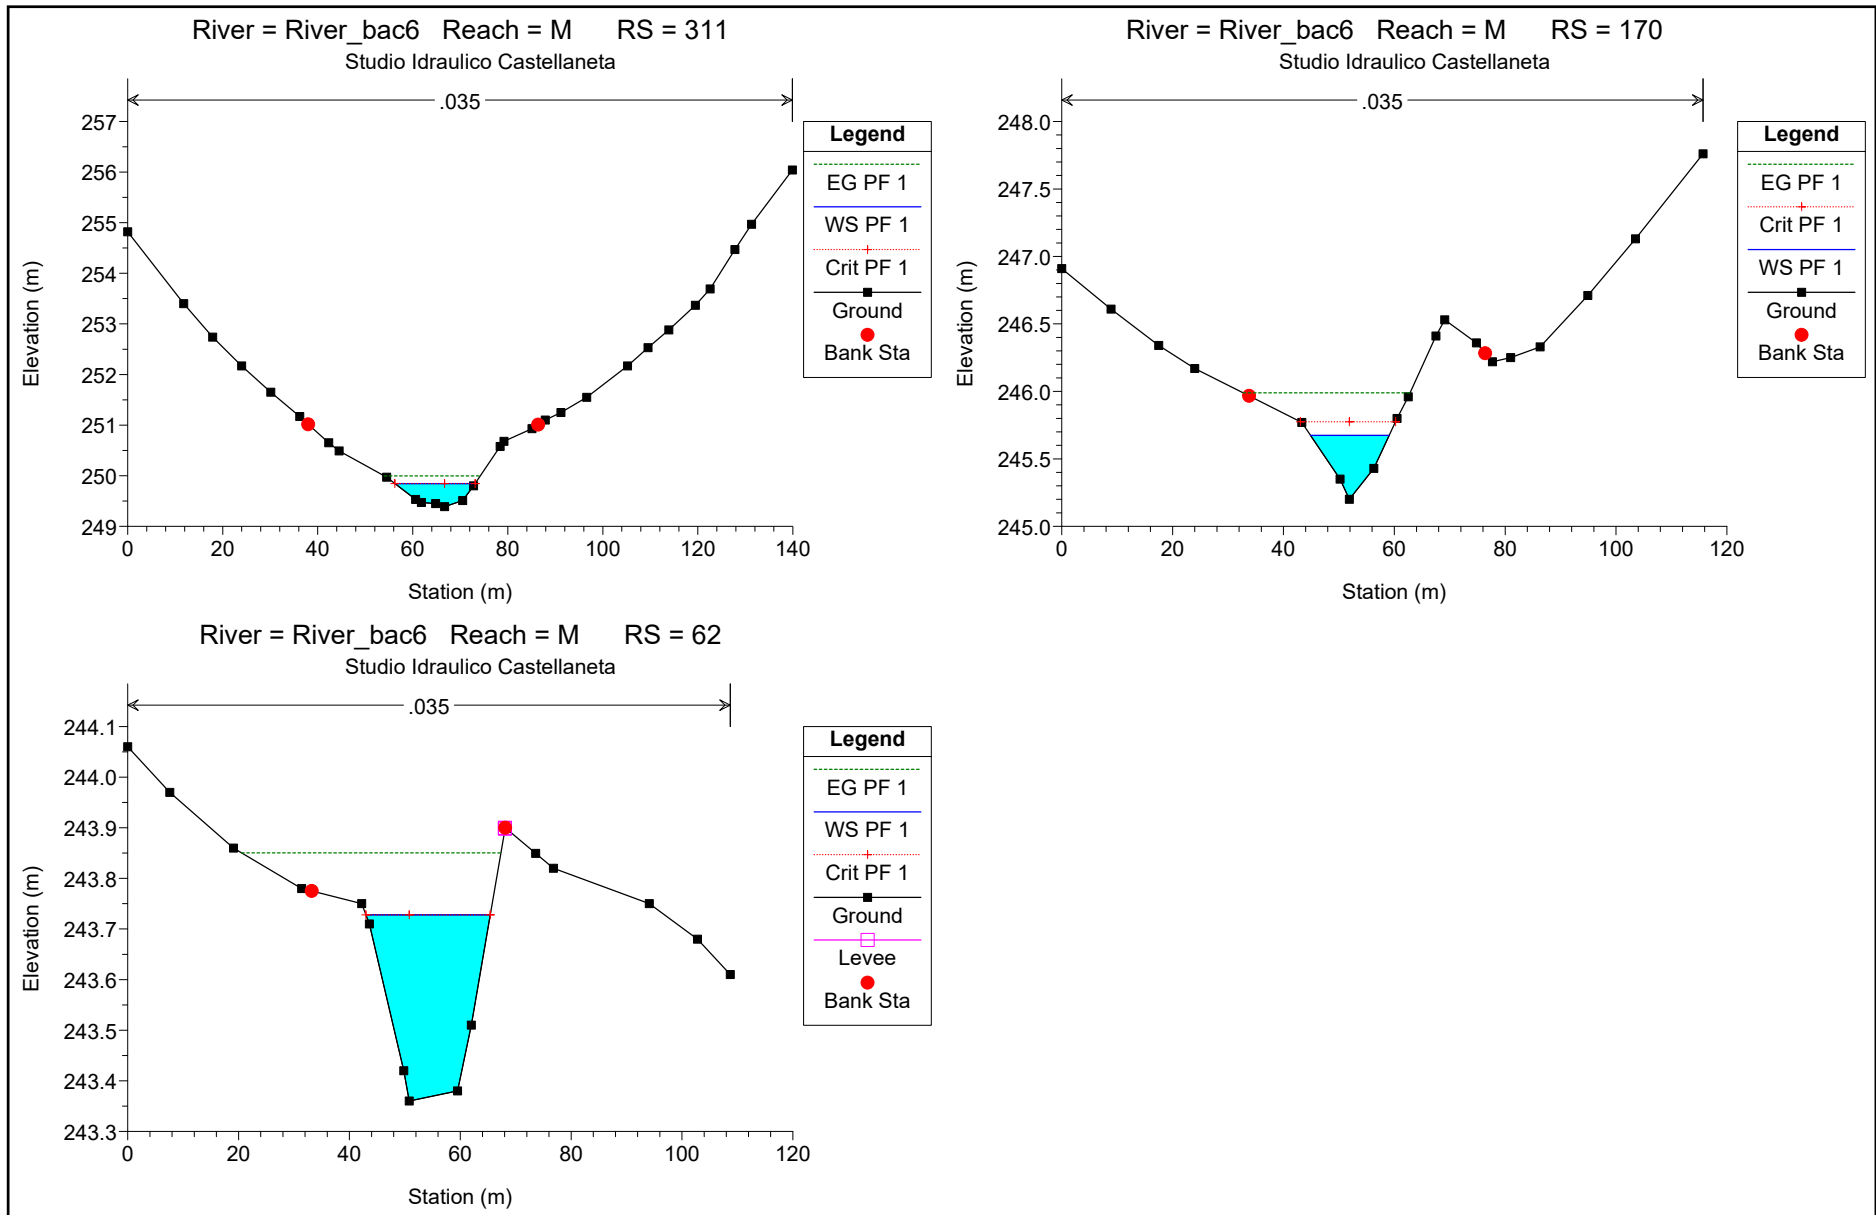 River = River_bac6 Reach = M RS = 311
Studio Idraulico Castellaneta
.035
257
256
255
254
253
252
251
250
249
Elevation (m)
0 20 40 60 80 100 120 140
Station (m)
Legend
EG PF 1
WS PF 1
Crit PF 1
Ground
Bank Sta
River = River_bac6 Reach = M RS = 170
Studio Idraulico Castellaneta
.035
248.0
247.5
247.0
246.5
246.0
245.5
245.0
Elevation (m)
0 20 40 60 80 100 120
Station (m)
Legend
EG PF 1
Crit PF 1
WS PF 1
Ground
Bank Sta
River = River_bac6 Reach = M RS = 62
Studio Idraulico Castellaneta
.035
244.1
244.0
243.9
243.8
243.7
243.6
243.5
243.4
243.3
Elevation (m)
0 20 40 60 80 100 120
Station (m)
Legend
EG PF 1
WS PF 1
Crit PF 1
Ground
Levee
Bank Sta